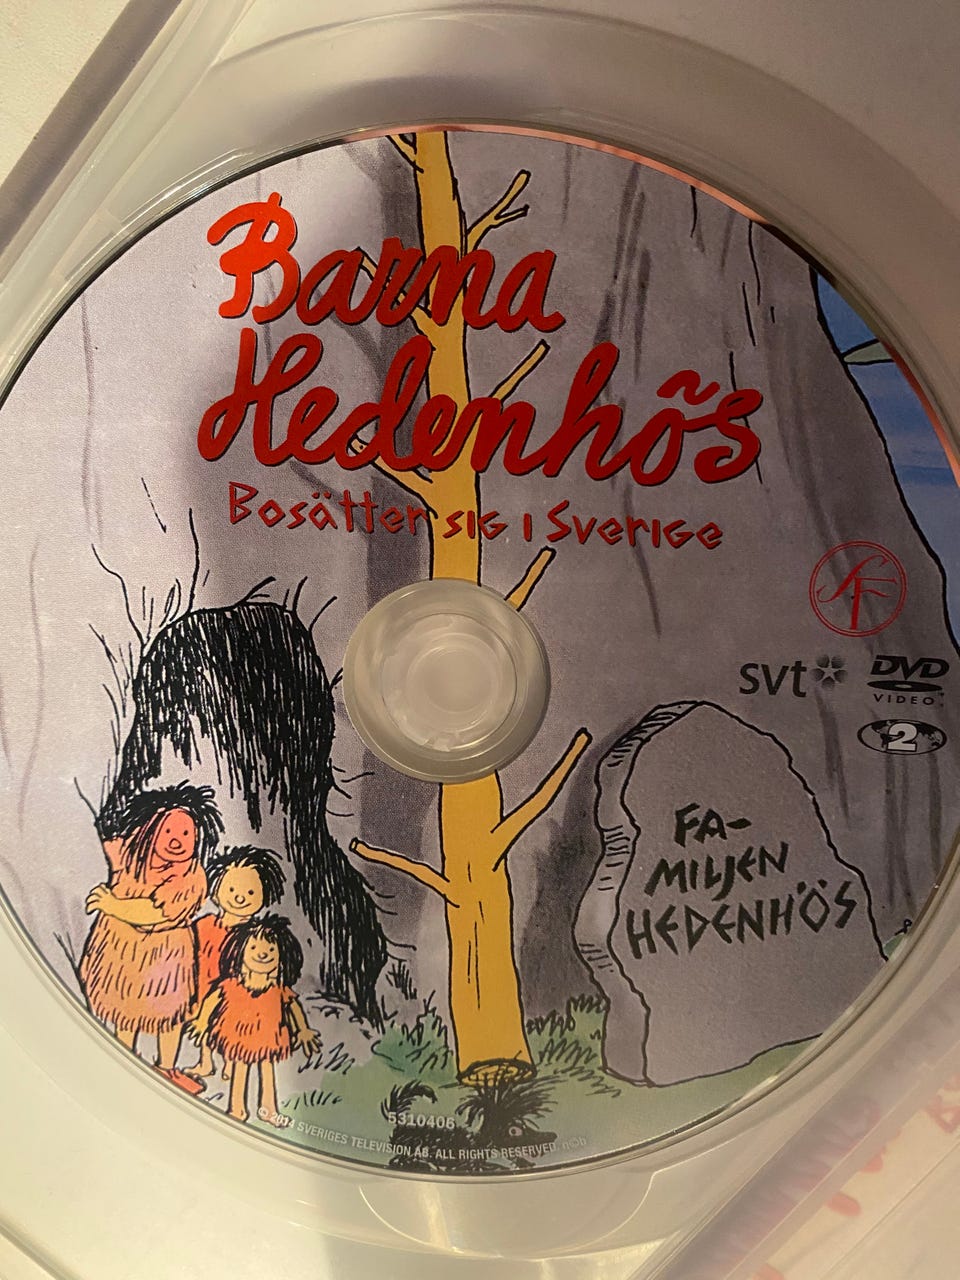 Barna
Hedenhös
Bosätter sig i Sverige
SF
svt
DVD
VIDEO
2
FA-
MILJEN
HEDENHÖS
5310406
© 2014 SVERIGES TELEVISION AB. ALL RIGHTS RESERVED. n©b